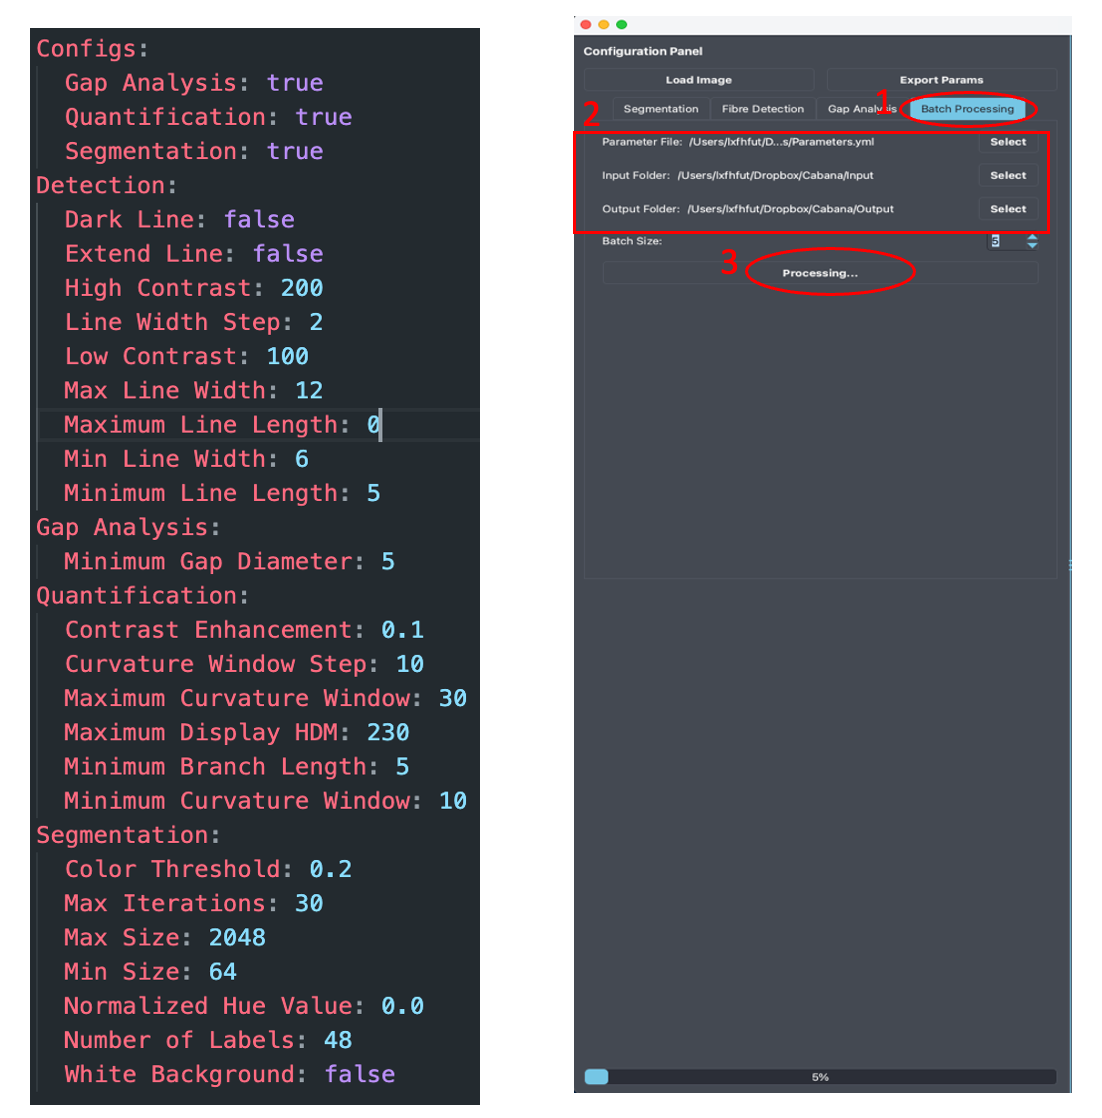 Configs:
Gap Analysis: true
Quantification: true
Segmentation: true
Detection:
Dark Line: false
Extend Line: false
High Contrast: 200
Line Width Step: 2
Low Contrast: 100
Max Line Width: 12
Maximum Line Length: 0
Min Line Width: 6
Minimum Line Length: 5
Gap Analysis:
Minimum Gap Diameter: 5
Quantification:
Contrast Enhancement: 0.1
Curvature Window Step: 10
Maximum Curvature Window: 30
Maximum Display HDM: 230
Minimum Branch Length: 5
Minimum Curvature Window: 10
Segmentation:
Color Threshold: 0.2
Max Iterations: 30
Max Size: 2048
Min Size: 64
Normalized Hue Value: 0.0
Number of Labels: 48
White Background: false
Configuration Panel
Load Image Export Params
1
Segmentation Fibre Detection Gap Analysis Batch Processing
2
Parameter File: /Users/lxfhfut/D...s/Parameters.yml Select
Input Folder: /Users/lxfhfut/Dropbox/Cabana/Input Select
Output Folder: /Users/lxfhfut/Dropbox/Cabana/Output Select
Batch Size: 5
3
Processing...
5%